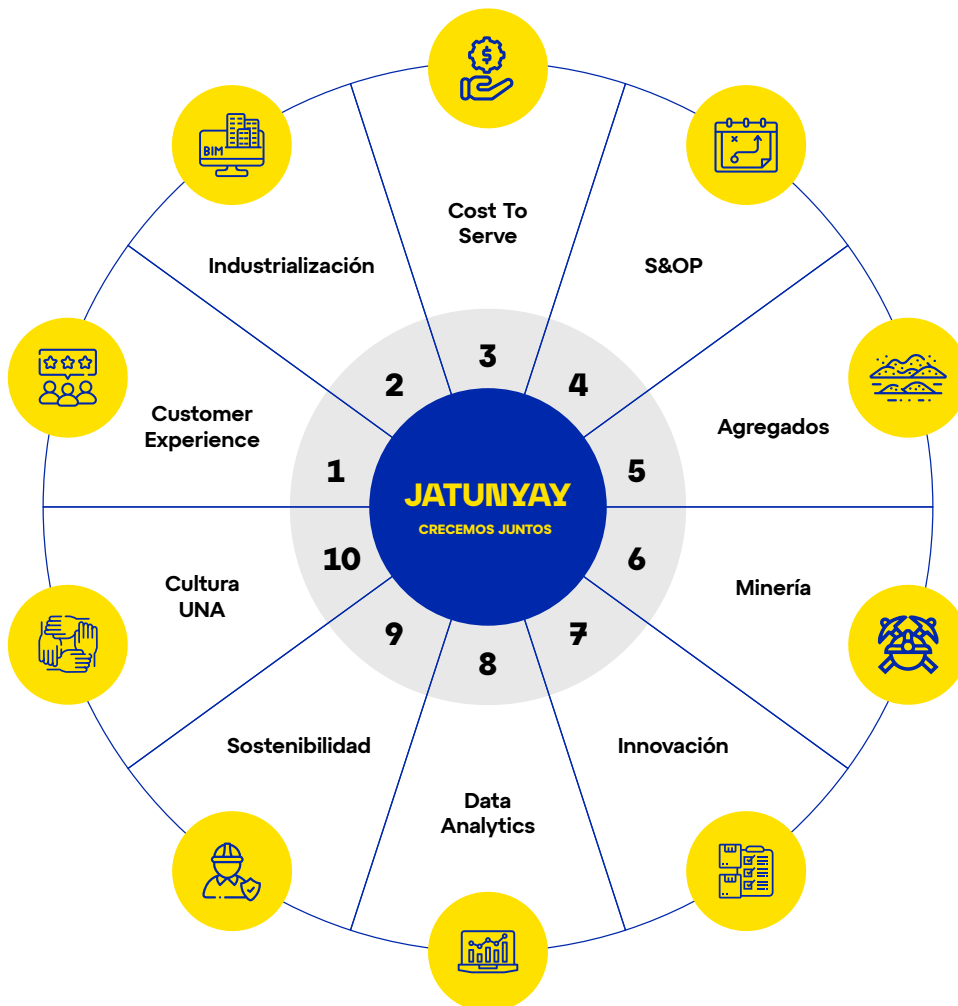 $
BIM
Cost To
Serve
Industrialización
S&OP
Customer
Experience
Agregados
3
2
4
1
5
JATUNYAY
CRECEMOS JUNTOS
10
6
9
7
8
Cultura
UNA
Minería
Sostenibilidad
Innovación
Data
Analytics